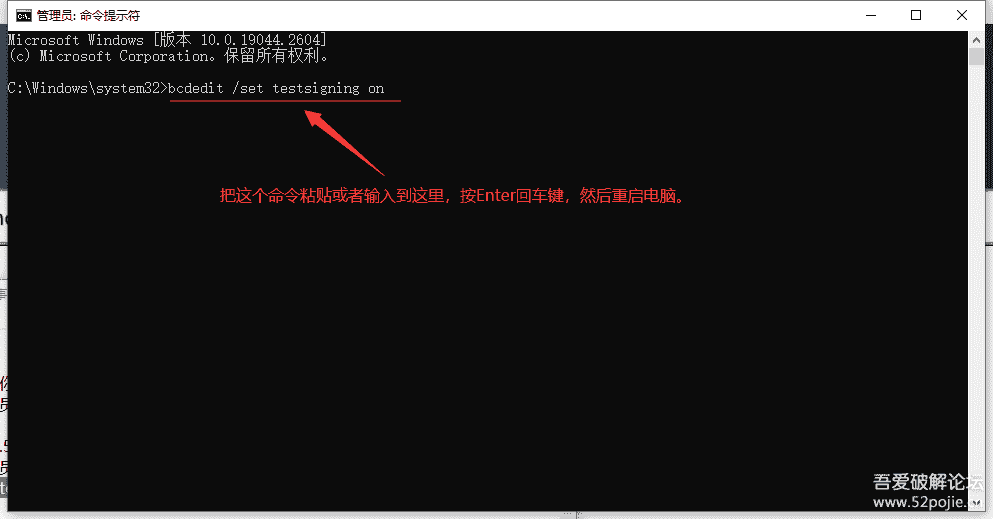 管理员: 命令提示符
Microsoft Windows [版本 10.0.19044.2604]
(c) Microsoft Corporation。保留所有权利。
C:\Windows\system32>bcdedit /set testsigning on
把这个命令粘贴或者输入到这里，按Enter回车键，然后重启电脑。
吾爱破解论坛
www.52pojie.cn